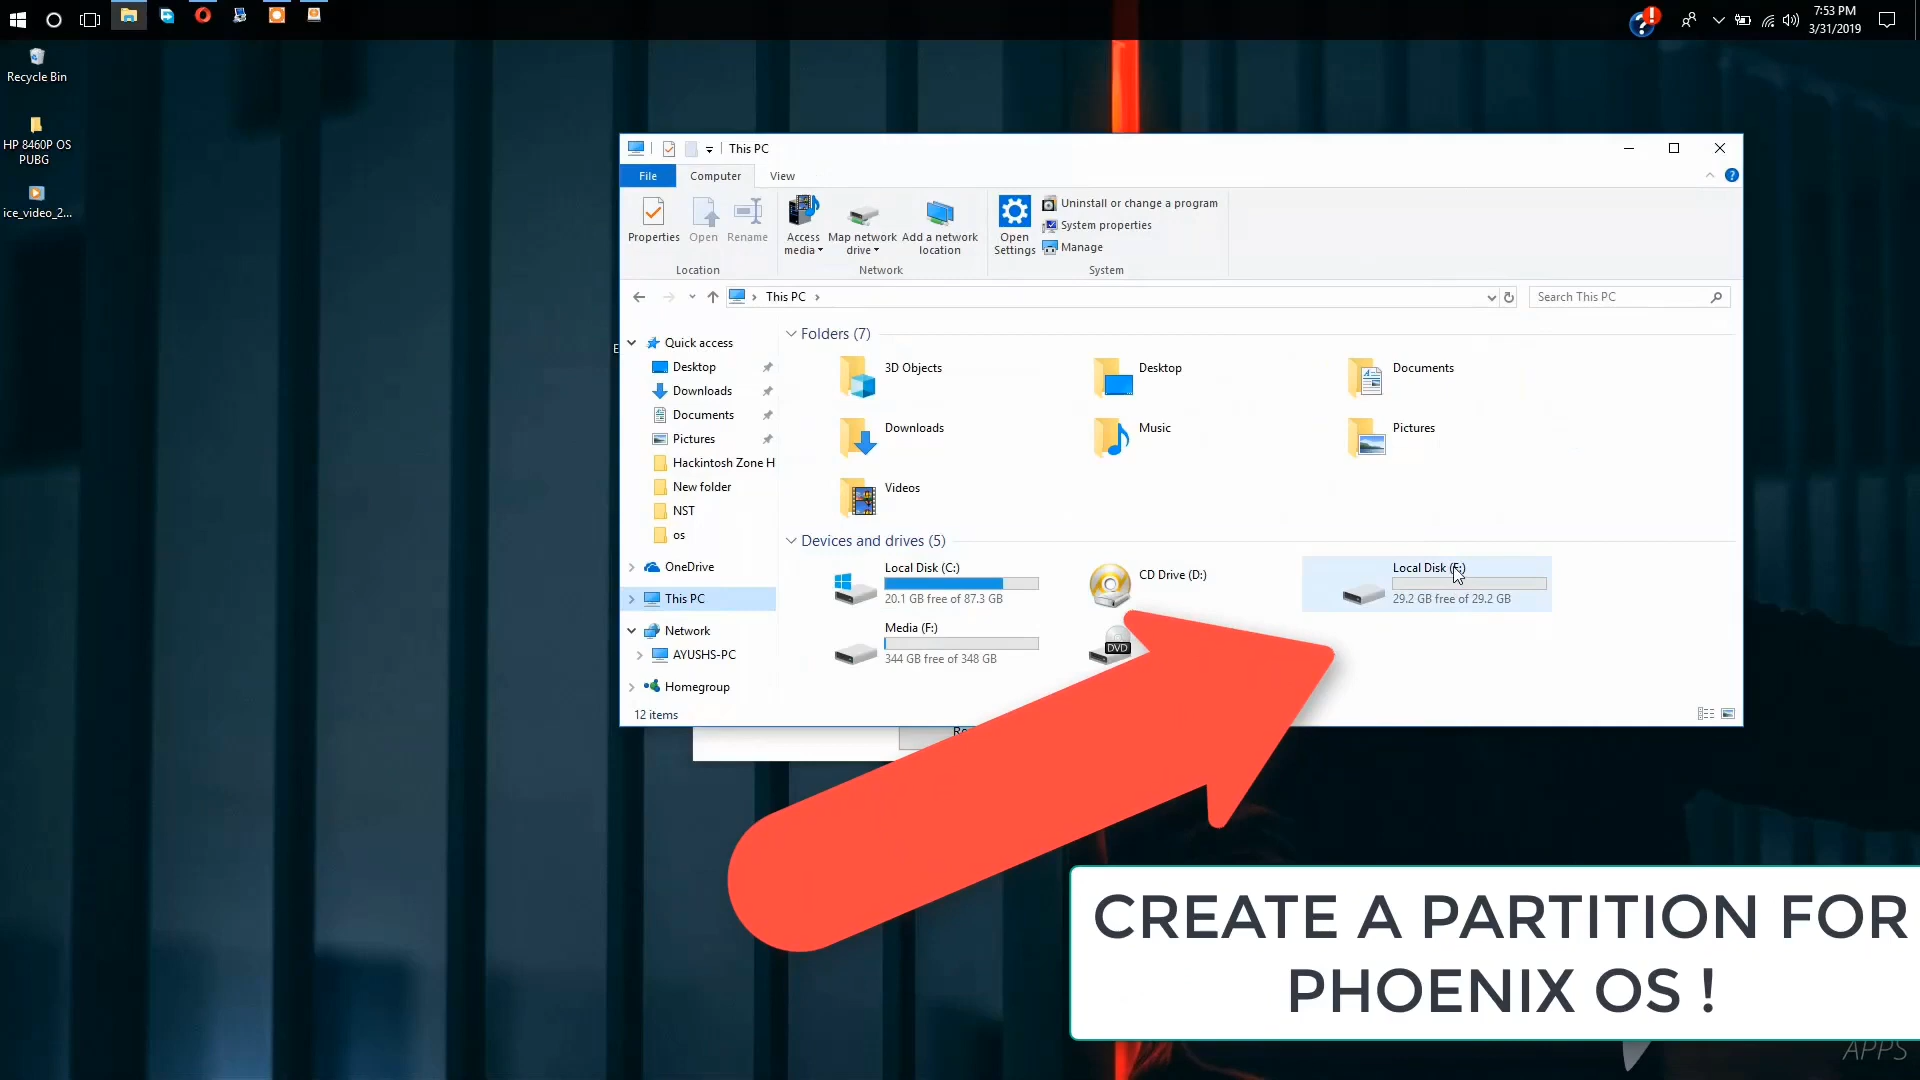 7:53 PM
3/31/2019
Recycle Bin
HP 8460P OS
PUBG
ice_video_2...
This PC
File
Computer
View
Properties
Open
Rename
Access
media
Map network
drive
Add a network
location
Open
Settings
Uninstall or change a program
System properties
Manage
Location
Network
System
This PC
Search This PC
E
Quick access
Desktop
Downloads
Documents
Pictures
Hackintosh Zone H
New folder
NST
os
OneDrive
This PC
Network
AYUSHS-PC
Homegroup
Folders (7)
3D Objects
Desktop
Documents
Downloads
Music
Pictures
Videos
Devices and drives (5)
Local Disk (C:)
20.1 GB free of 87.3 GB
CD Drive (D:)
Local Disk (E:)
29.2 GB free of 29.2 GB
Media (F:)
344 GB free of 348 GB
DVD
12 items
CREATE A PARTITION FOR
PHOENIX OS !
APPS